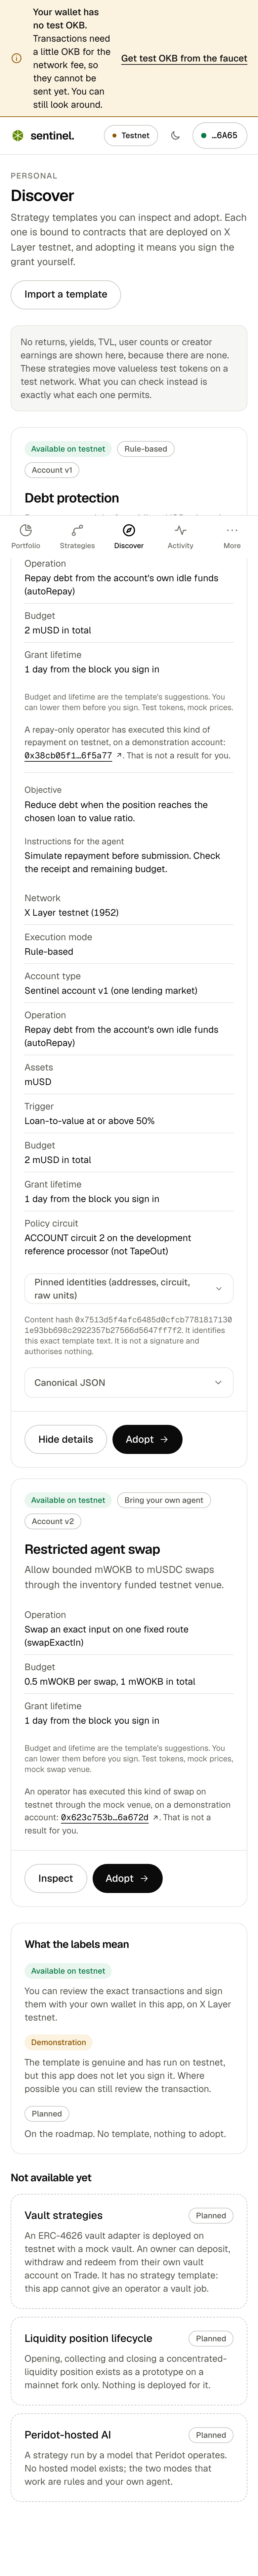 Your wallet has
no test OKB.
Transactions need
a little OKB for the
network fee, so
they cannot be
sent yet. You can
still look around.
Get test OKB from the faucet
sentinel.
Testnet
…6A65
PERSONAL
Discover
Strategy templates you can inspect and adopt. Each
one is bound to contracts that are deployed on X
Layer testnet, and adopting it means you sign the
grant yourself.
Import a template
No returns, yields, TVL, user counts or creator
earnings are shown here, because there are none.
These strategies move valueless test tokens on a
test network. What you can check instead is
exactly what each one permits.
Available on testnet
Rule-based
Account v1
Debt protection
Portfolio
Strategies
Discover
Activity
More
Operation
Repay debt from the account's own idle funds
(autoRepay)
Budget
2 mUSD in total
Grant lifetime
1 day from the block you sign in
Budget and lifetime are the template's suggestions. You
can lower them before you sign. Test tokens, mock prices.
A repay-only operator has executed this kind of
repayment on testnet, on a demonstration account:
0x38cb05f1…6f5a77 ↗. That is not a result for you.
Objective
Reduce debt when the position reaches the
chosen loan to value ratio.
Instructions for the agent
Simulate repayment before submission. Check
the receipt and remaining budget.
Network
X Layer testnet (1952)
Execution mode
Rule-based
Account type
Sentinel account v1 (one lending market)
Operation
Repay debt from the account's own idle funds
(autoRepay)
Assets
mUSD
Trigger
Loan-to-value at or above 50%
Budget
2 mUSD in total
Grant lifetime
1 day from the block you sign in
Policy circuit
ACCOUNT circuit 2 on the development
reference processor (not TapeOut)
Pinned identities (addresses, circuit,
raw units)
Content hash 0x7513d5f4afc6485d0cfcb7781817130
1e93bb698c2922357b27566d5647ff7f2. It identifies
this exact template text. It is not a signature and
authorises nothing.
Canonical JSON
Hide details
Adopt →
Available on testnet
Bring your own agent
Account v2
Restricted agent swap
Allow bounded mWOKB to mUSDC swaps
through the inventory funded testnet venue.
Operation
Swap an exact input on one fixed route
(swapExactIn)
Budget
0.5 mWOKB per swap, 1 mWOKB in total
Grant lifetime
1 day from the block you sign in
Budget and lifetime are the template's suggestions. You
can lower them before you sign. Test tokens, mock prices,
mock swap venue.
An operator has executed this kind of swap on
testnet through the mock venue, on a demonstration
account: 0x623c753b…6a672d ↗. That is not a
result for you.
Inspect
Adopt →
What the labels mean
Available on testnet
You can review the exact transactions and sign
them with your own wallet in this app, on X Layer
testnet.
Demonstration
The template is genuine and has run on testnet,
but this app does not let you sign it. Where
possible you can still review the transaction.
Planned
On the roadmap. No template, nothing to adopt.
Not available yet
Vault strategies
Planned
An ERC-4626 vault adapter is deployed on
testnet with a mock vault. An owner can deposit,
withdraw and redeem from their own vault
account on Trade. It has no strategy template:
this app cannot give an operator a vault job.
Liquidity position lifecycle
Planned
Opening, collecting and closing a concentrated-
liquidity position exists as a prototype on a
mainnet fork only. Nothing is deployed for it.
Peridot-hosted AI
Planned
A strategy run by a model that Peridot operates.
No hosted model exists; the two modes that
work are rules and your own agent.